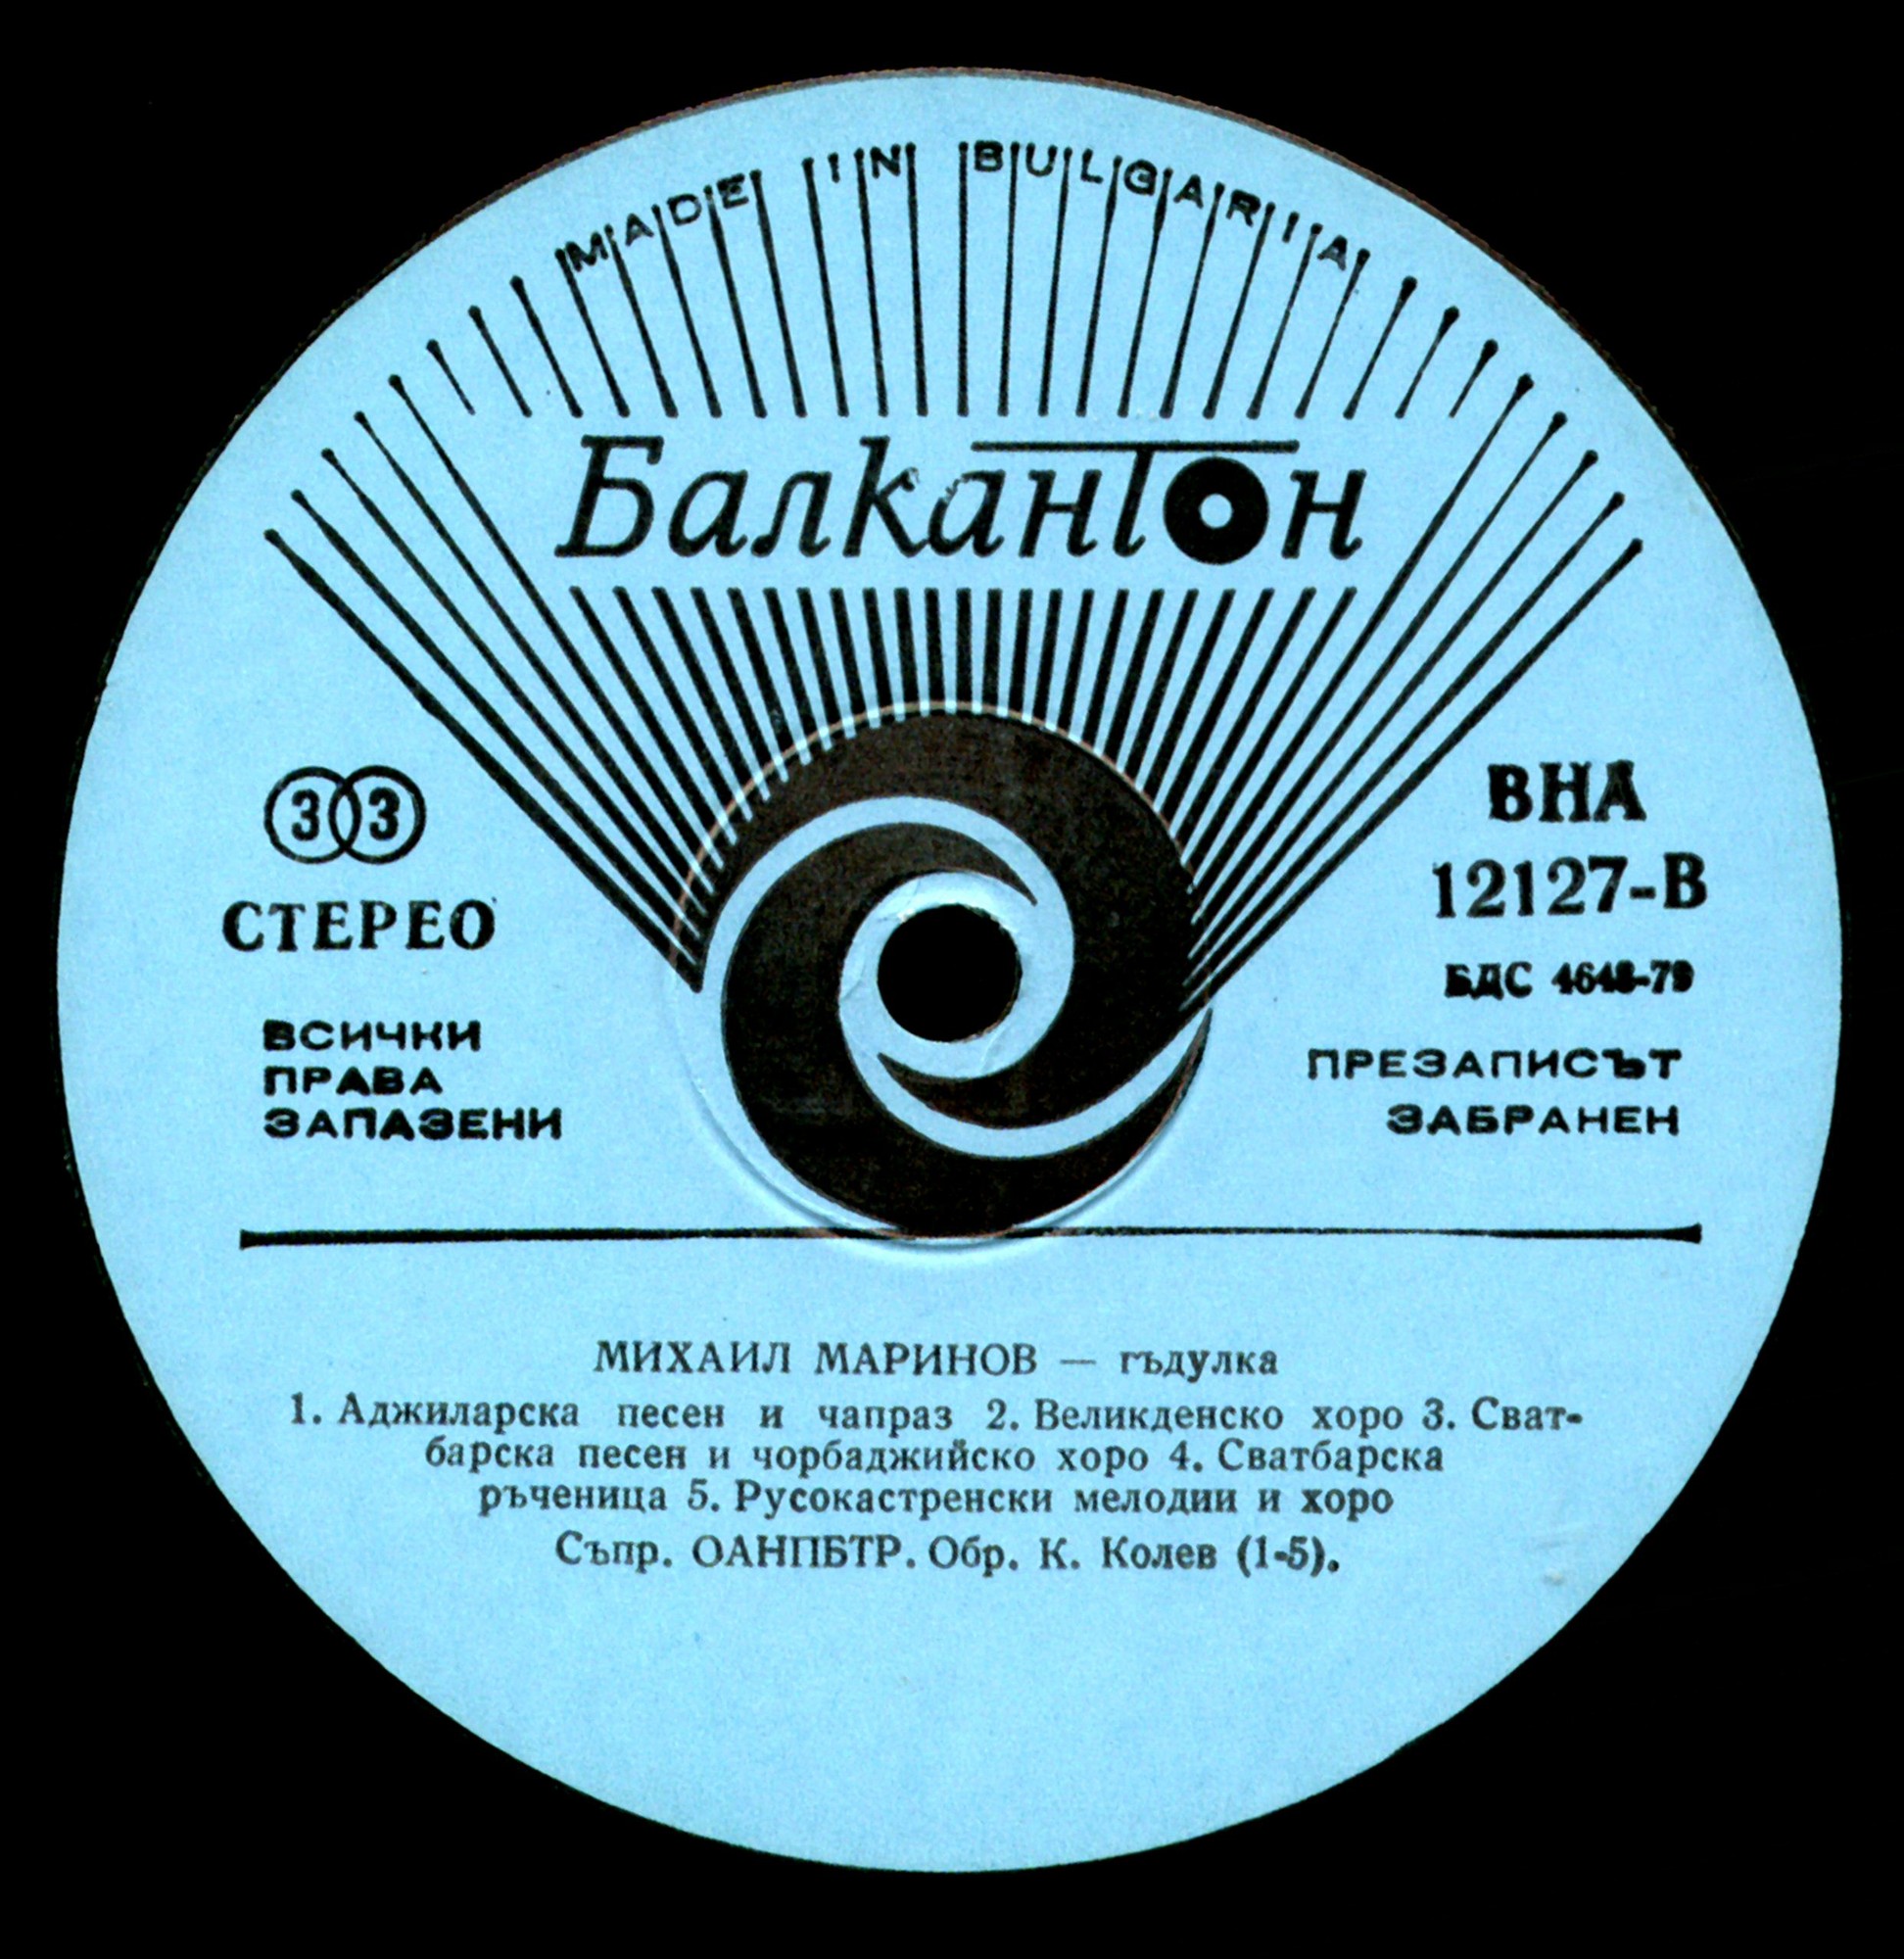 MADE IN BULGARIA
Балкантон
33
СТЕРЕО
ВСИЧКИ
ПРАВА
ЗАПАЗЕНИ
ВНА
12127-В
БДС 4648-79
ПРЕЗАПИСЪТ
ЗАБРАНЕН
МИХАИЛ МАРИНОВ — гъдулка
1. Аджиларска песен и чапраз 2. Великденско хоро 3. Сват-
барска песен и чорбаджийско хоро 4. Сватбарска
ръченица 5. Русокастренски мелодии и хоро
Съпр. ОАНПБТР. Обр. К. Колев (1-5).